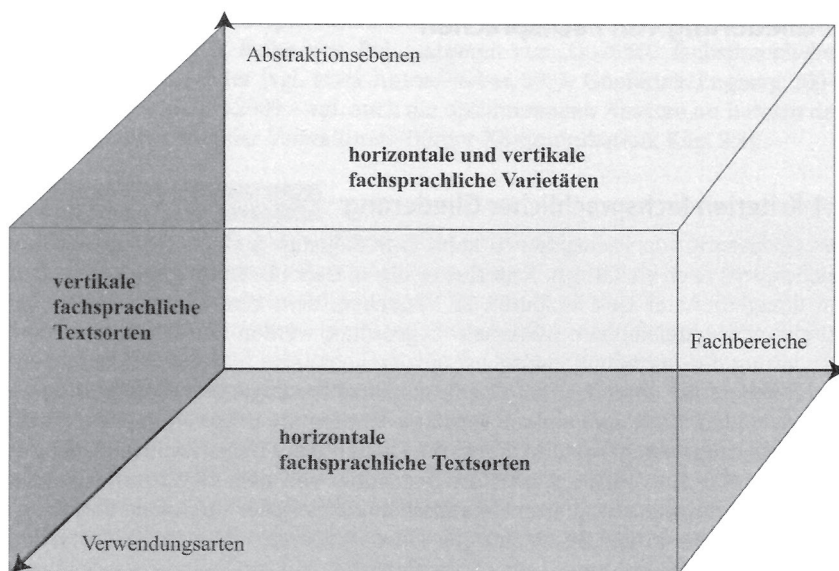 Abstraktionsebenen
horizontale und vertikale
fachsprachliche Varietäten
vertikale
fachsprachliche
Textsorten
Fachbereiche
horizontale
fachsprachliche Textsorten
Verwendungsarten